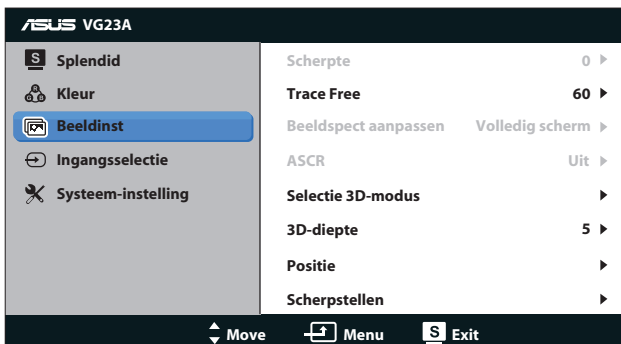 ASUS VG23A
S Splendid
Kleur
Beeldinst
Ingangsselectie
Systeem-instelling
Scherpte 0
Trace Free 60
Beeldspect aanpassen Volledig scherm
ASCR Uit
Selectie 3D-modus
3D-diepte 5
Positie
Scherpstellen
Move Menu S Exit